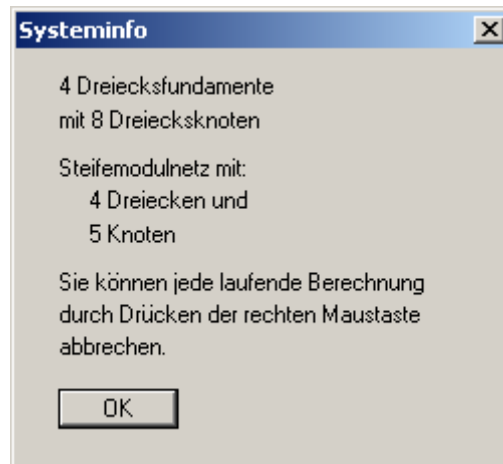 Systeminfo
4 Dreiecksfundamente
mit 8 Dreiecksknoten
Steifemodulnetz mit:
4 Dreiecken und
5 Knoten
Sie können jede laufende Berechnung
durch Drücken der rechten Maustaste
abbrechen.
OK